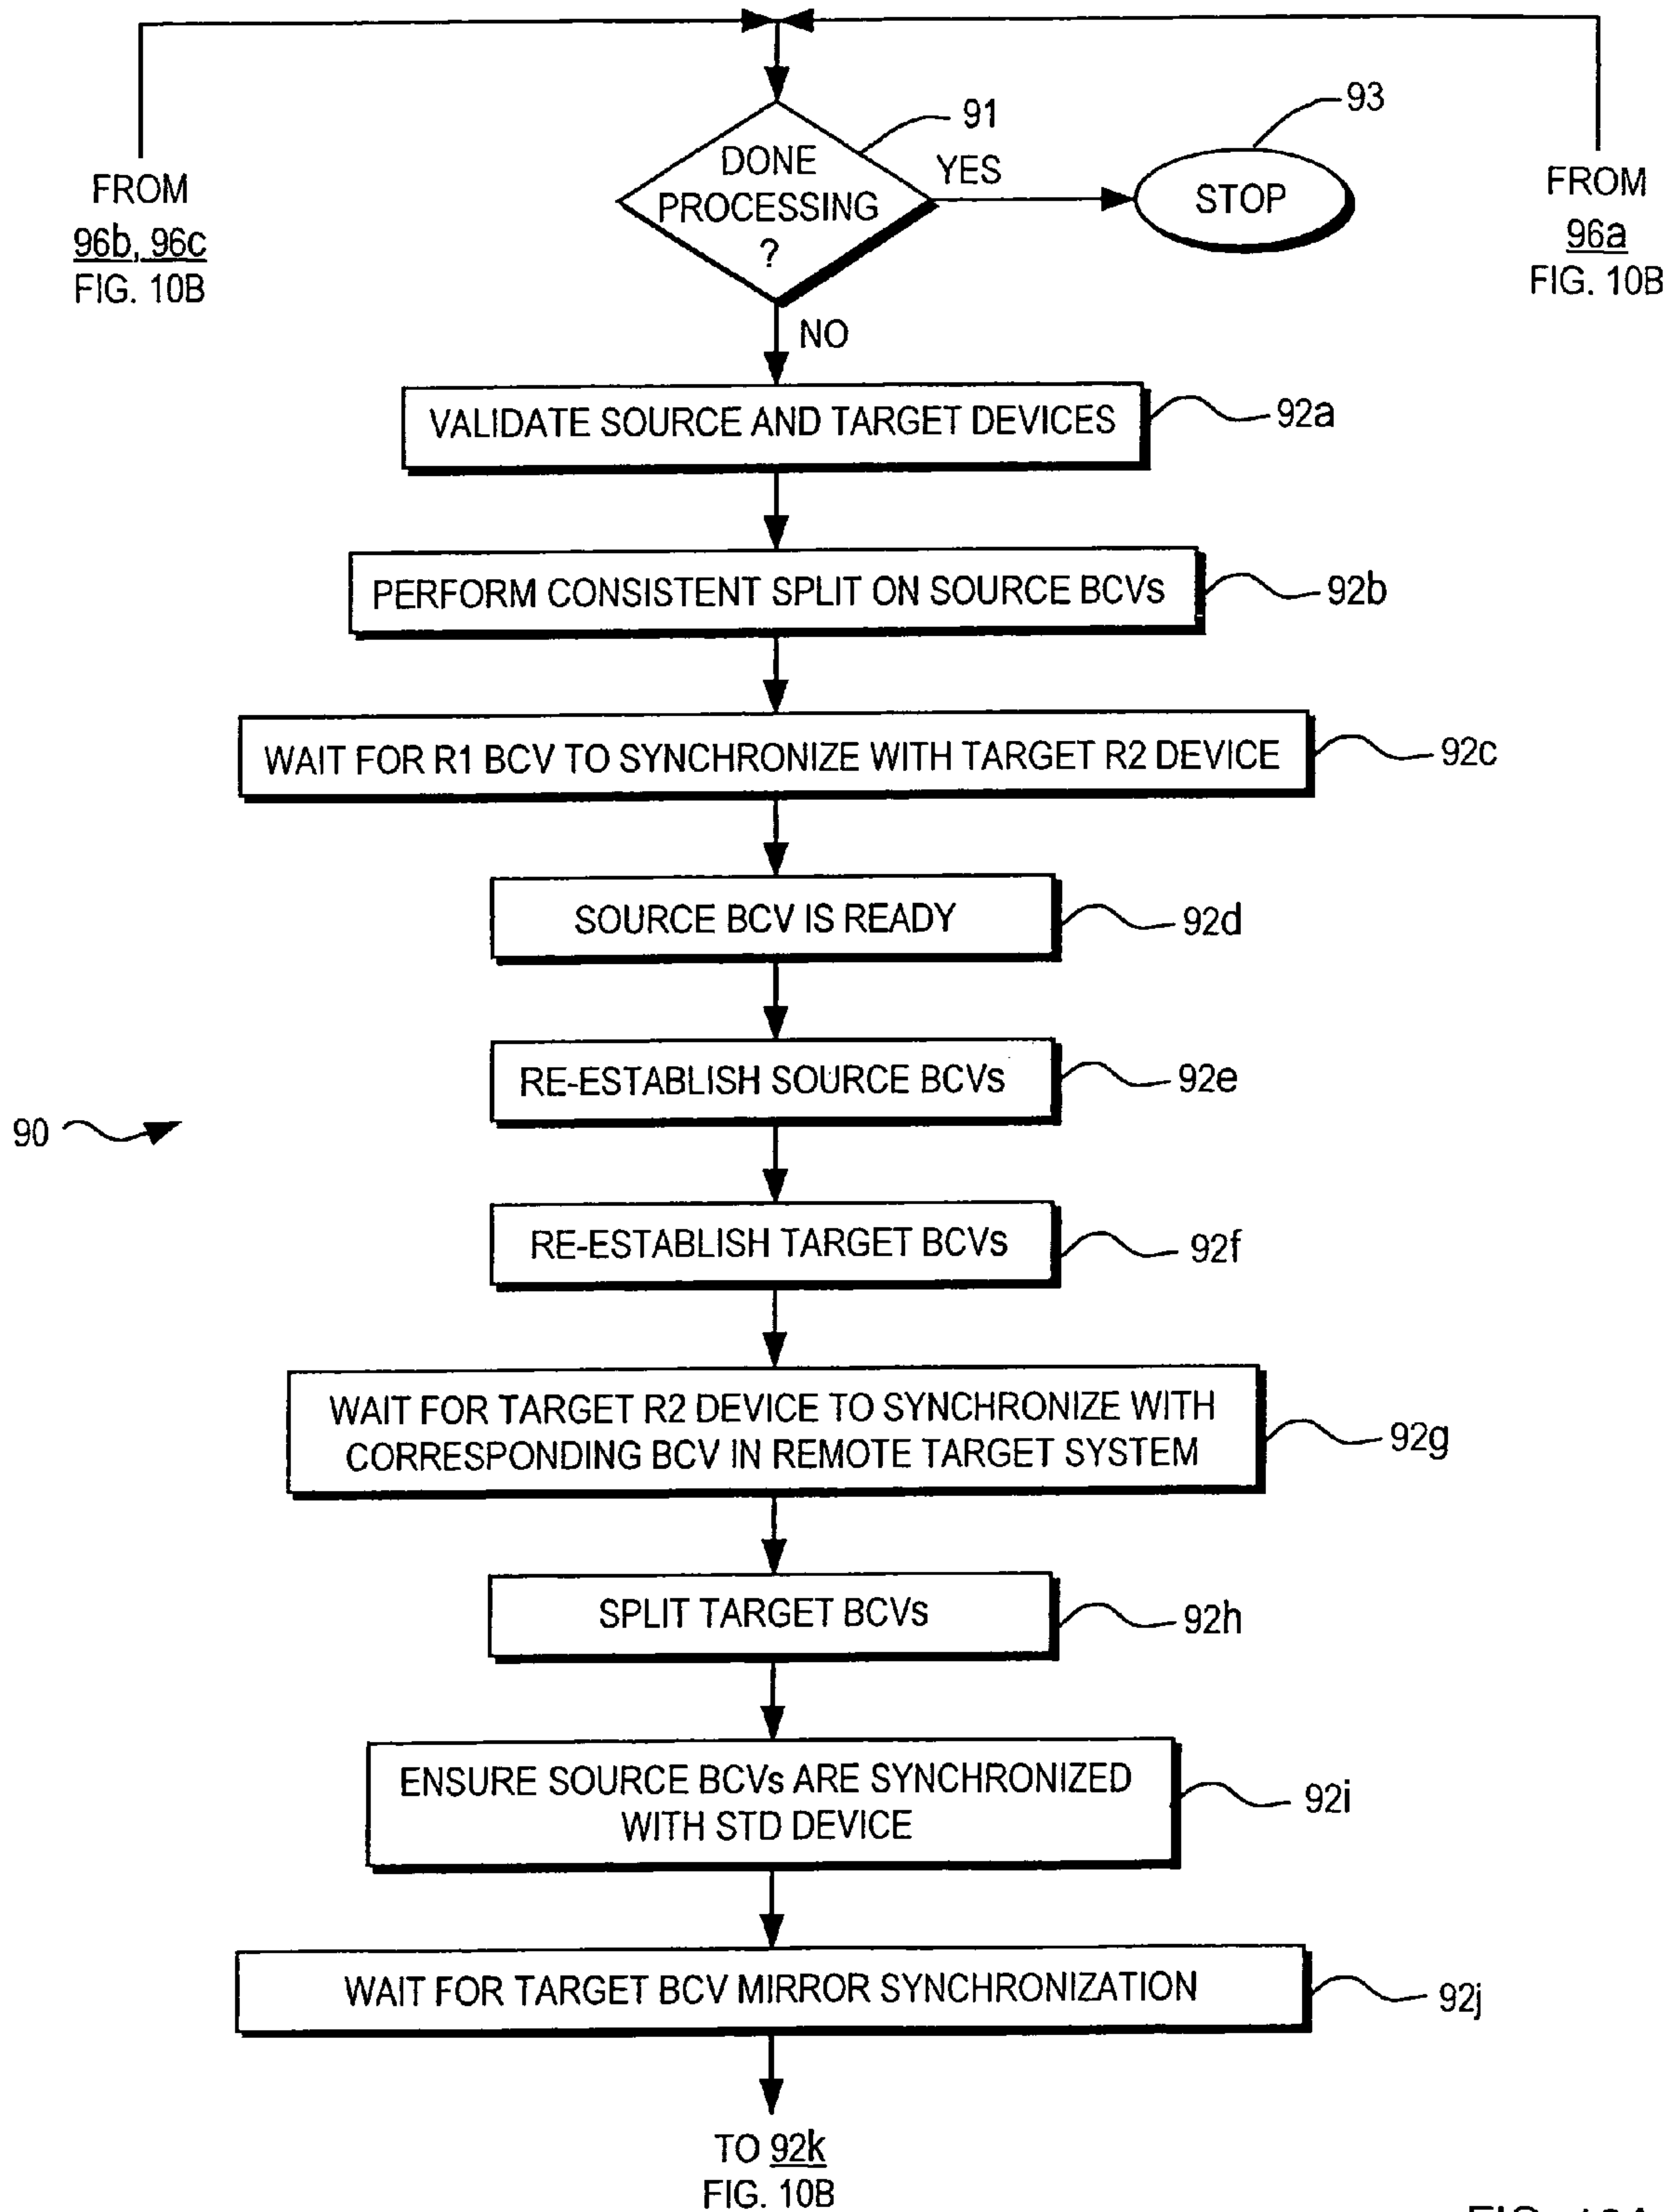 91
93
DONE
PROCESSING
?
YES
STOP
FROM
96b, 96c
FIG. 10B
FROM
96a
FIG. 10B
NO
VALIDATE SOURCE AND TARGET DEVICES
92a
PERFORM CONSISTENT SPLIT ON SOURCE BCVs
92b
WAIT FOR R1 BCV TO SYNCHRONIZE WITH TARGET R2 DEVICE
92c
SOURCE BCV IS READY
92d
RE-ESTABLISH SOURCE BCVs
92e
90
RE-ESTABLISH TARGET BCVs
92f
WAIT FOR TARGET R2 DEVICE TO SYNCHRONIZE WITH
CORRESPONDING BCV IN REMOTE TARGET SYSTEM
92g
SPLIT TARGET BCVs
92h
ENSURE SOURCE BCVs ARE SYNCHRONIZED
WITH STD DEVICE
92i
WAIT FOR TARGET BCV MIRROR SYNCHRONIZATION
92j
TO 92k
FIG. 10B